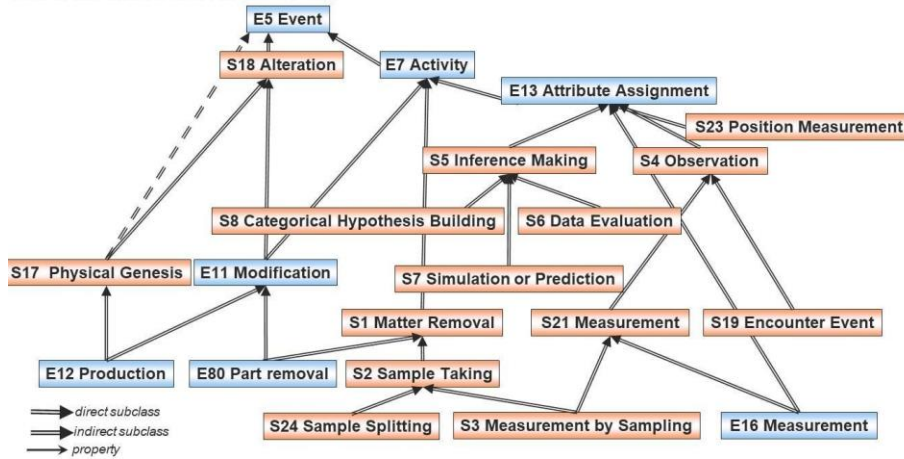 E5 Event
S18 Alteration
E7 Activity
E13 Attribute Assignment
S23 Position Measurement
S5 Inference Making
S4 Observation
S8 Categorical Hypothesis Building
S6 Data Evaluation
S17 Physical Genesis
E11 Modification
S7 Simulation or Prediction
S1 Matter Removal
S21 Measurement
S19 Encounter Event
E12 Production
E80 Part removal
S2 Sample Taking
S24 Sample Splitting
S3 Measurement by Sampling
E16 Measurement
direct subclass
indirect subclass
property